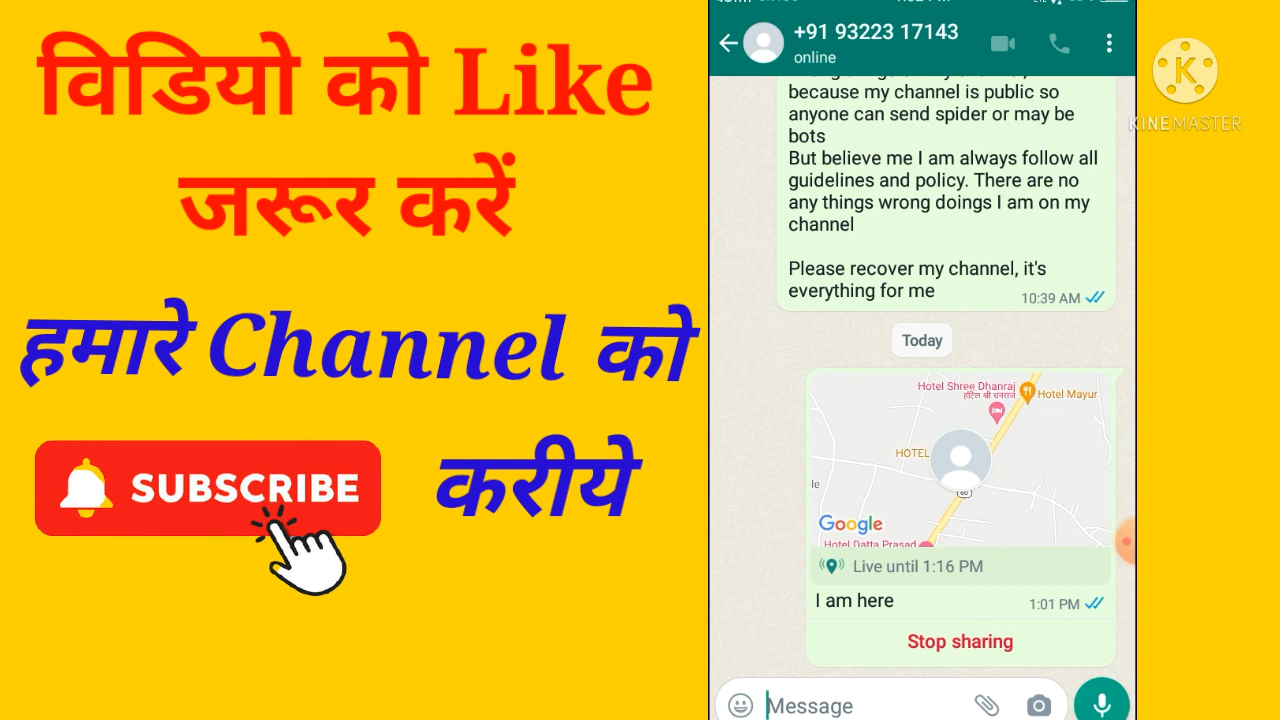 विडियो को Like
जरूर करें
हमारे Channel को
SUBSCRIBE
करीये
+91 93222 17143
online
because my channel is public so
anyone can send spider or may be
bots
But believe me I am always follow all
guidelines and policy. There are no
any things wrong doings I am on my
channel
Please recover my channel, it's
everything for me
10:39 AM
Today
Hotel Shree Dhanraj
हॉटेल श्री धनराज
Hotel Mayur
HOTEL
60
Google
Hotel Datta Prasad
Live until 1:16 PM
I am here
1:01 PM
Stop sharing
Message
K
KINEMASTER